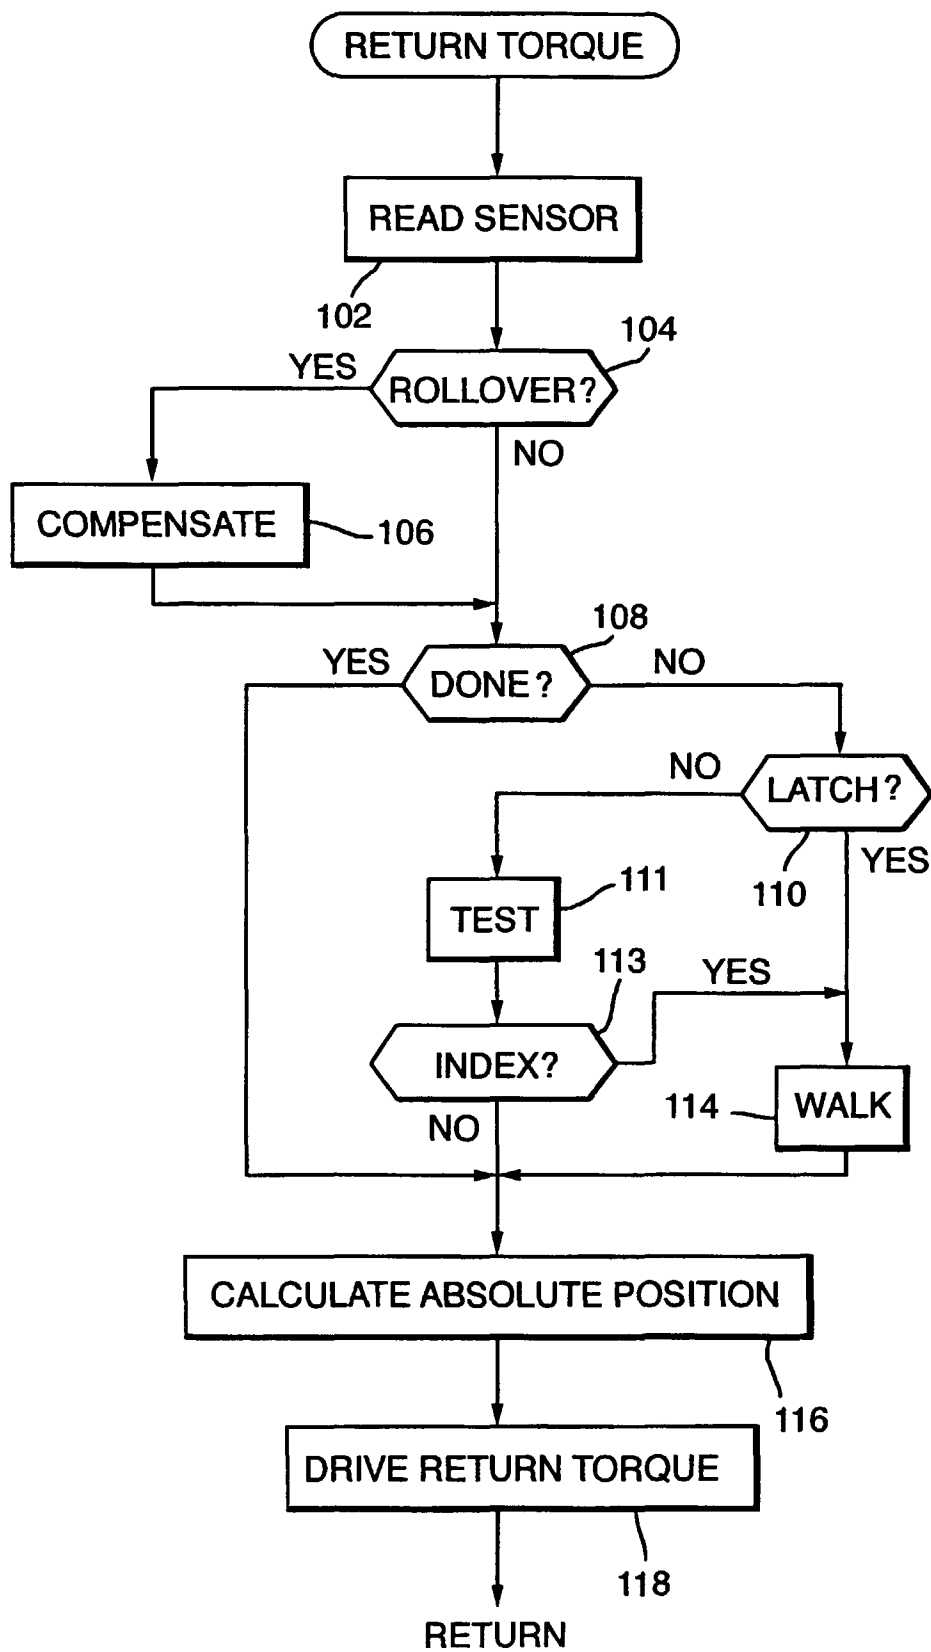 RETURN TORQUE
READ SENSOR
102
104
YES
ROLLOVER?
NO
COMPENSATE
106
108
YES
NO
DONE?
NO
LATCH?
YES
110
111
TEST
113
YES
INDEX?
114
WALK
NO
CALCULATE ABSOLUTE POSITION
116
DRIVE RETURN TORQUE
118
RETURN